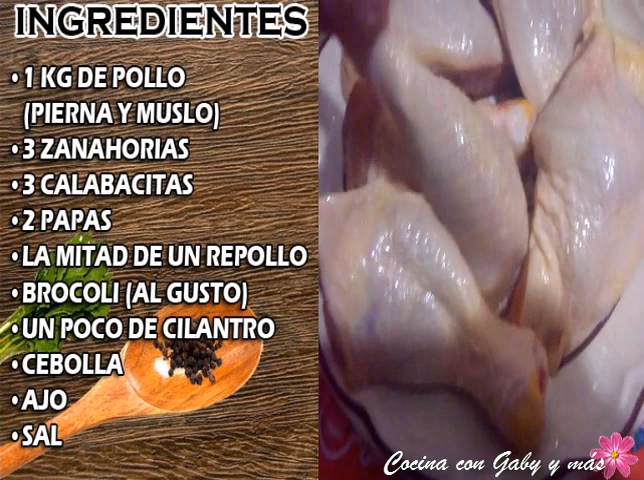 INGREDIENTES
• 1 KG DE POLLO
(PIERNA Y MUSLO)
• 3 ZANAHORIAS
• 3 CALABACITAS
• 2 PAPAS
• LA MITAD DE UN REPOLLO
• BROCOLI (AL GUSTO)
• UN POCO DE CILANTRO
• CEBOLLA
• AJO
• SAL
Cocina con Gaby y más